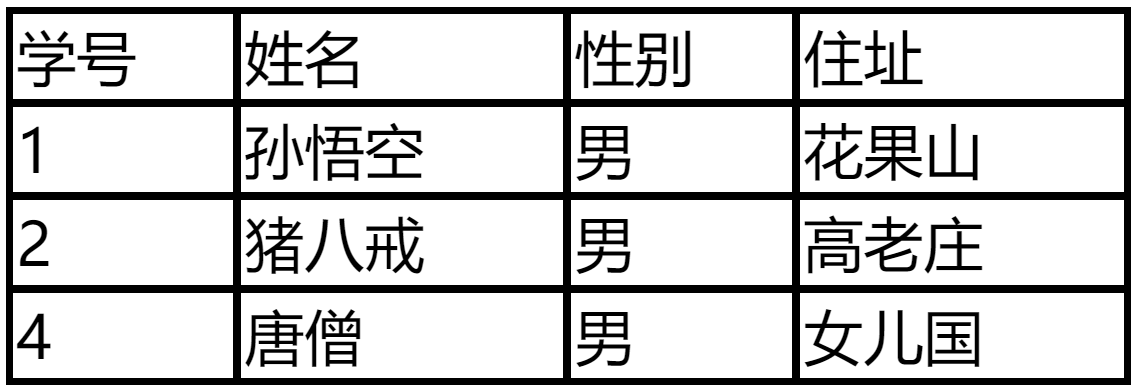 学号 姓名 性别 住址
1 孙悟空 男 花果山
2 猪八戒 男 高老庄
4 唐僧 男 女儿国